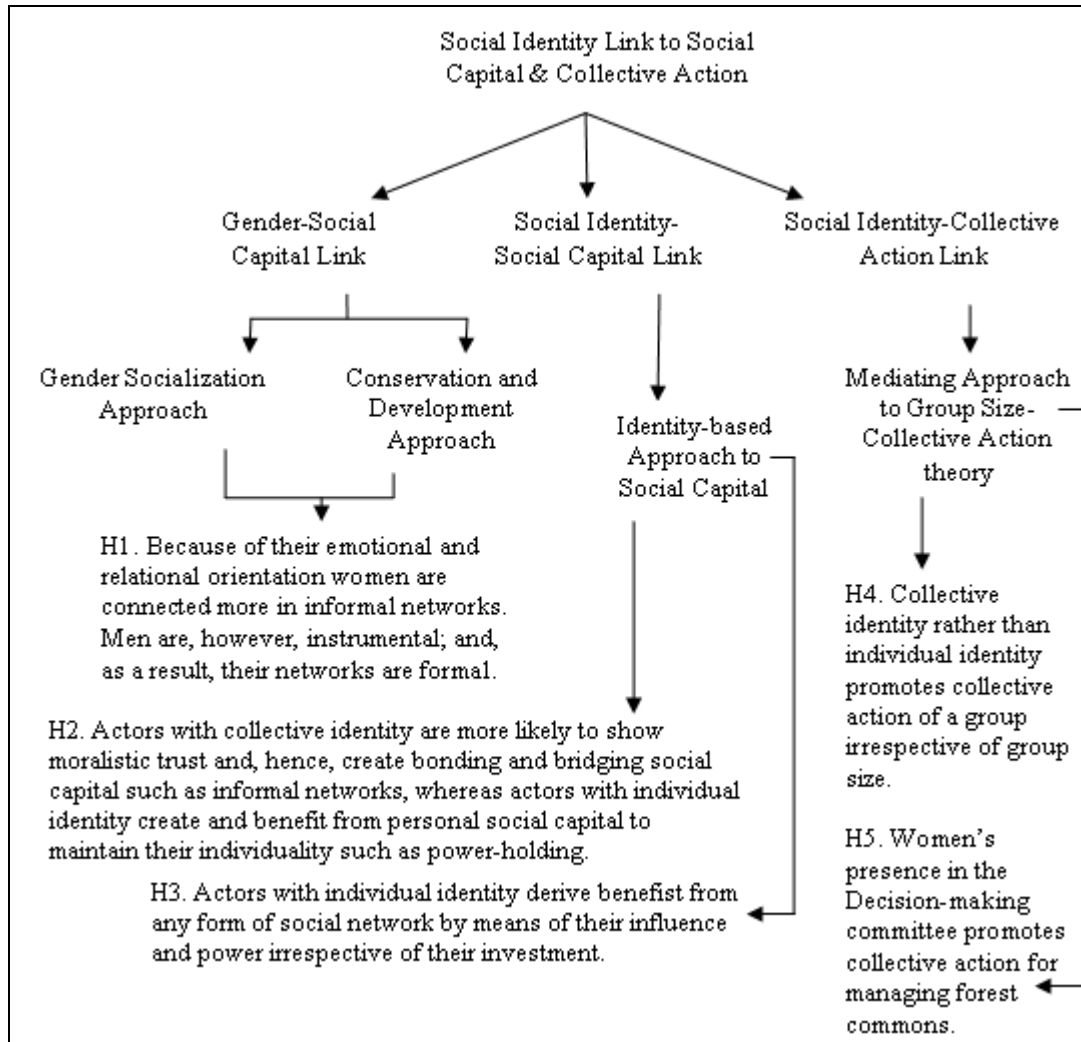 Social Identity Link to Social
Capital & Collective Action
Gender-Social
Capital Link
Social Identity-
Social Capital Link
Social Identity-Collective
Action Link
Gender Socialization
Approach
Conservation and
Development
Approach
Identity-based
Approach to
Social Capital
Mediating Approach
to Group Size-
Collective Action
theory
H1. Because of their emotional and
relational orientation women are
connected more in informal networks.
Men are, however, instrumental; and,
as a result, their networks are formal.
H2. Actors with collective identity are more likely to show
moralistic trust and, hence, create bonding and bridging social
capital such as informal networks, whereas actors with individual
identity create and benefit from personal social capital to
maintain their individuality such as power-holding.
H3. Actors with individual identity derive benefist from
any form of social network by means of their influence
and power irrespective of their investment.
H4. Collective
identity rather than
individual identity
promotes collective
action of a group
irrespective of group
size.
H5. Women's
presence in the
Decision-making
committee promotes
collective action for
managing forest
commons.